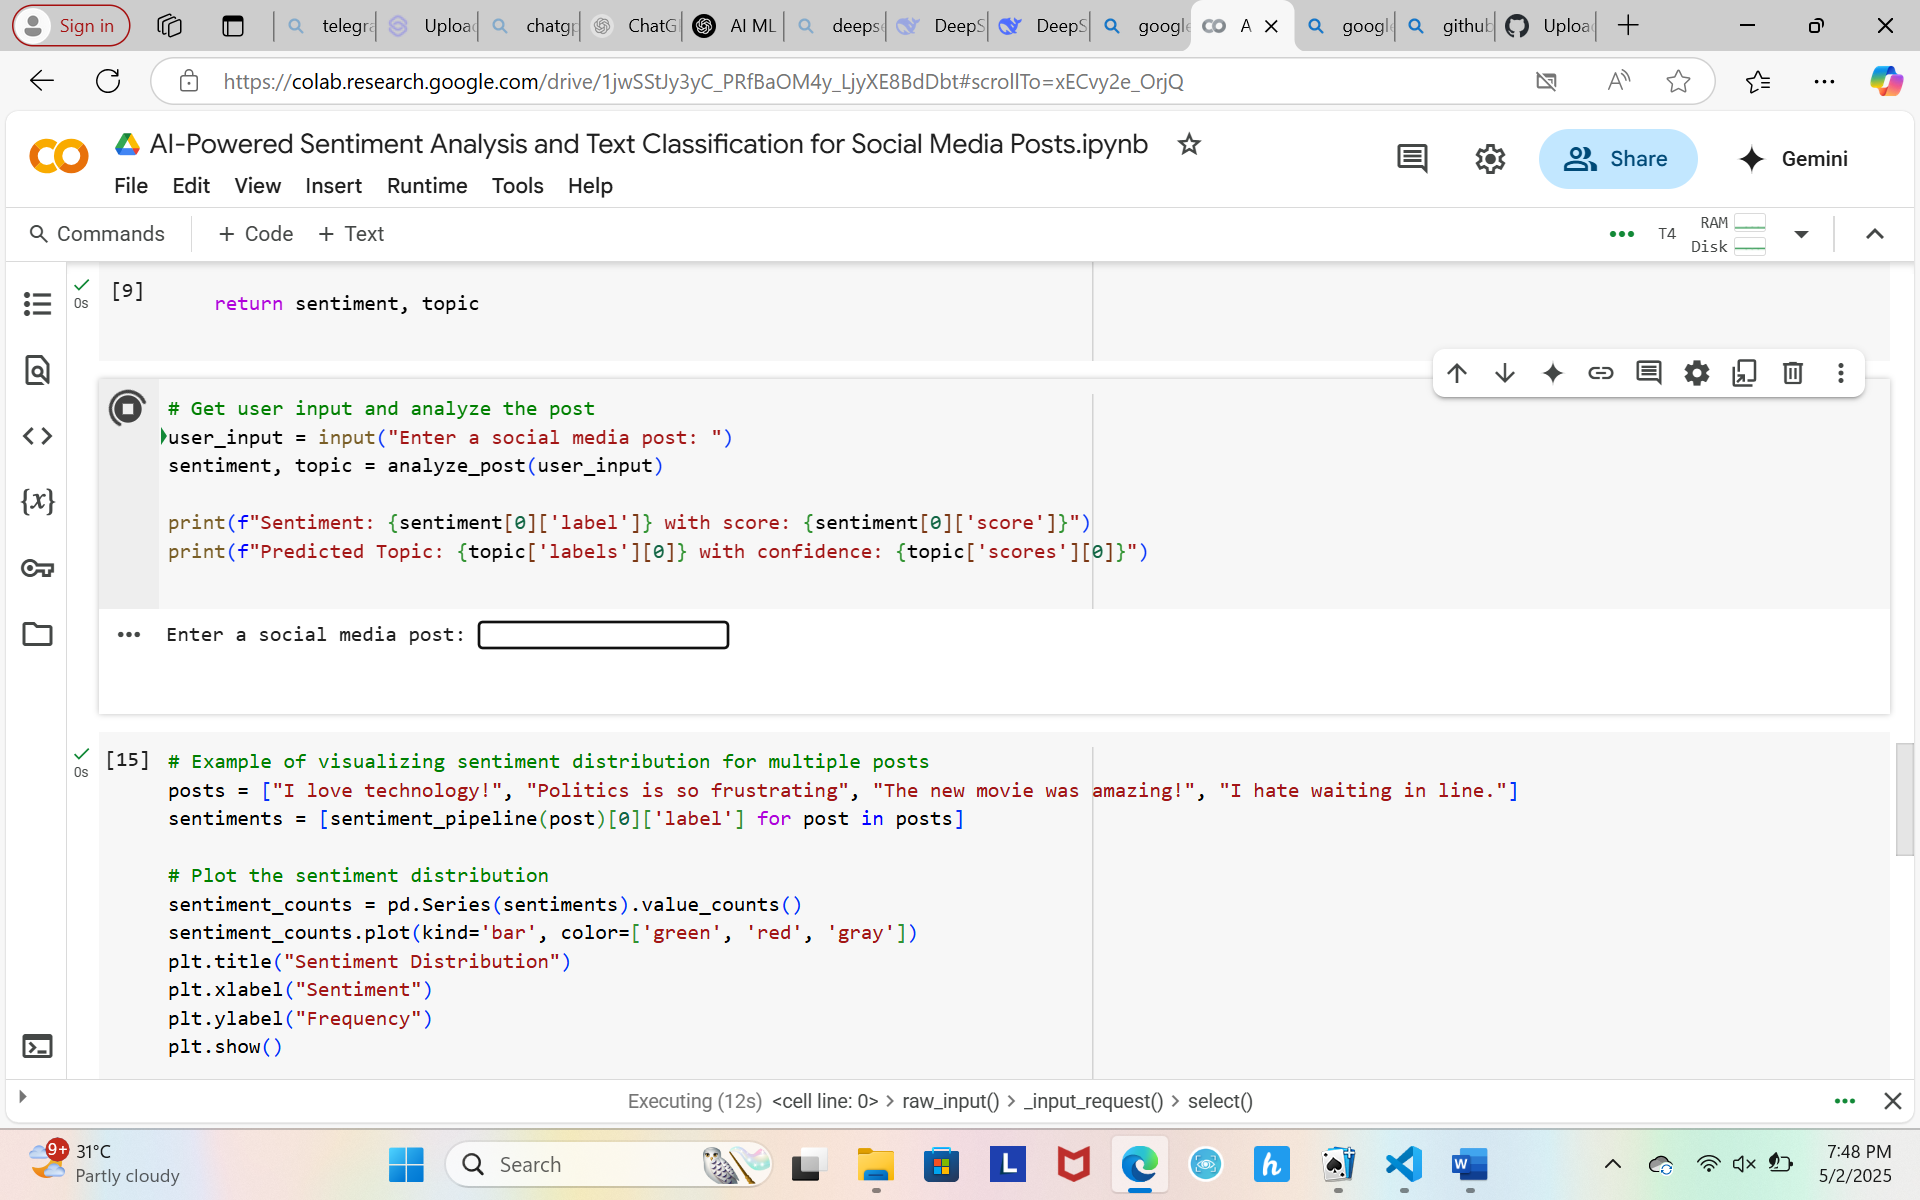 Sign in
telegra
Upload
chatgp
ChatG
AI ML
deepse
DeepS
DeepS
google
A
google
github
Upload
https://colab.research.google.com/drive/1jwSStJy3yC_PRfBaOM4y_LjyXE8BdDbt#scrollTo=xECvy2e_OrjQ
AI-Powered Sentiment Analysis and Text Classification for Social Media Posts.ipynb
Share
Gemini
File Edit View Insert Runtime Tools Help
Commands
+ Code + Text
T4
RAM
Disk
0s
[9]
return sentiment, topic
# Get user input and analyze the post
user_input = input("Enter a social media post: ")
sentiment, topic = analyze_post(user_input)
print(f"Sentiment: {sentiment[0]['label']} with score: {sentiment[0]['score']}")
print(f"Predicted Topic: {topic['labels'][0]} with confidence: {topic['scores'][0]}")
Enter a social media post:
0s
[15]
# Example of visualizing sentiment distribution for multiple posts
posts = ["I love technology!", "Politics is so frustrating", "The new movie was amazing!", "I hate waiting in line."]
sentiments = [sentiment_pipeline(post)[0]['label'] for post in posts]
# Plot the sentiment distribution
sentiment_counts = pd.Series(sentiments).value_counts()
sentiment_counts.plot(kind='bar', color=['green', 'red', 'gray'])
plt.title("Sentiment Distribution")
plt.xlabel("Sentiment")
plt.ylabel("Frequency")
plt.show()
Executing (12s) <cell line: 0> > raw_input() > _input_request() > select()
9+
31°C
Partly cloudy
Search
7:48 PM
5/2/2025